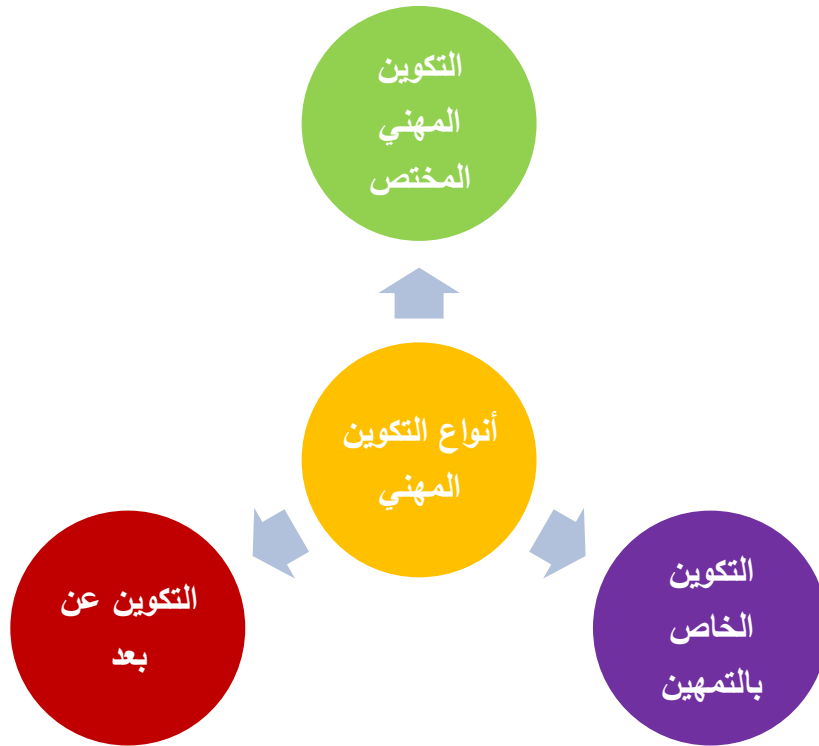 التكوين
المهني
المختص
أنواع التكوين
المهني
التكوين
الخاص
بالتمهين
التكوين عن
بعد